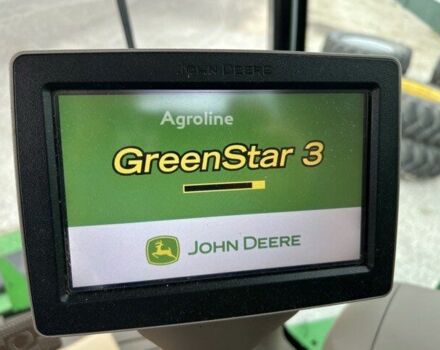 JOHN DEERE
Agroline
GreenStar 3
JOHN DEERE